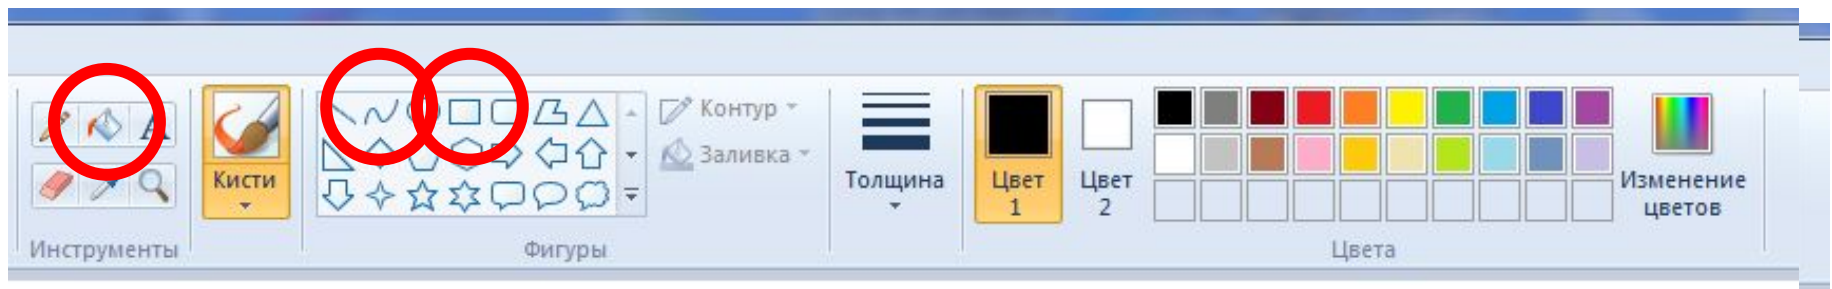 A
Контур
Заливка
Кисти
Толщина
Цвет
1
Цвет
2
Изменение
цветов
Инструменты
Фигуры
Цвета